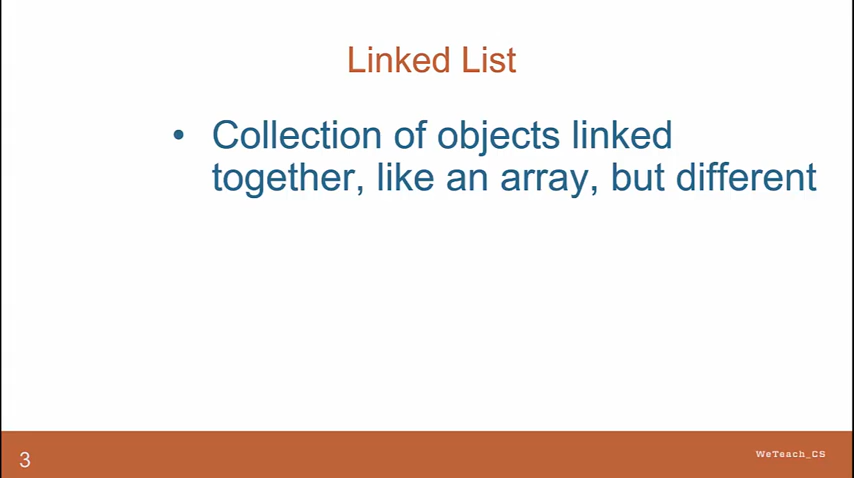 Linked List
• Collection of objects linked
together, like an array, but different
3
WeTeach_CS